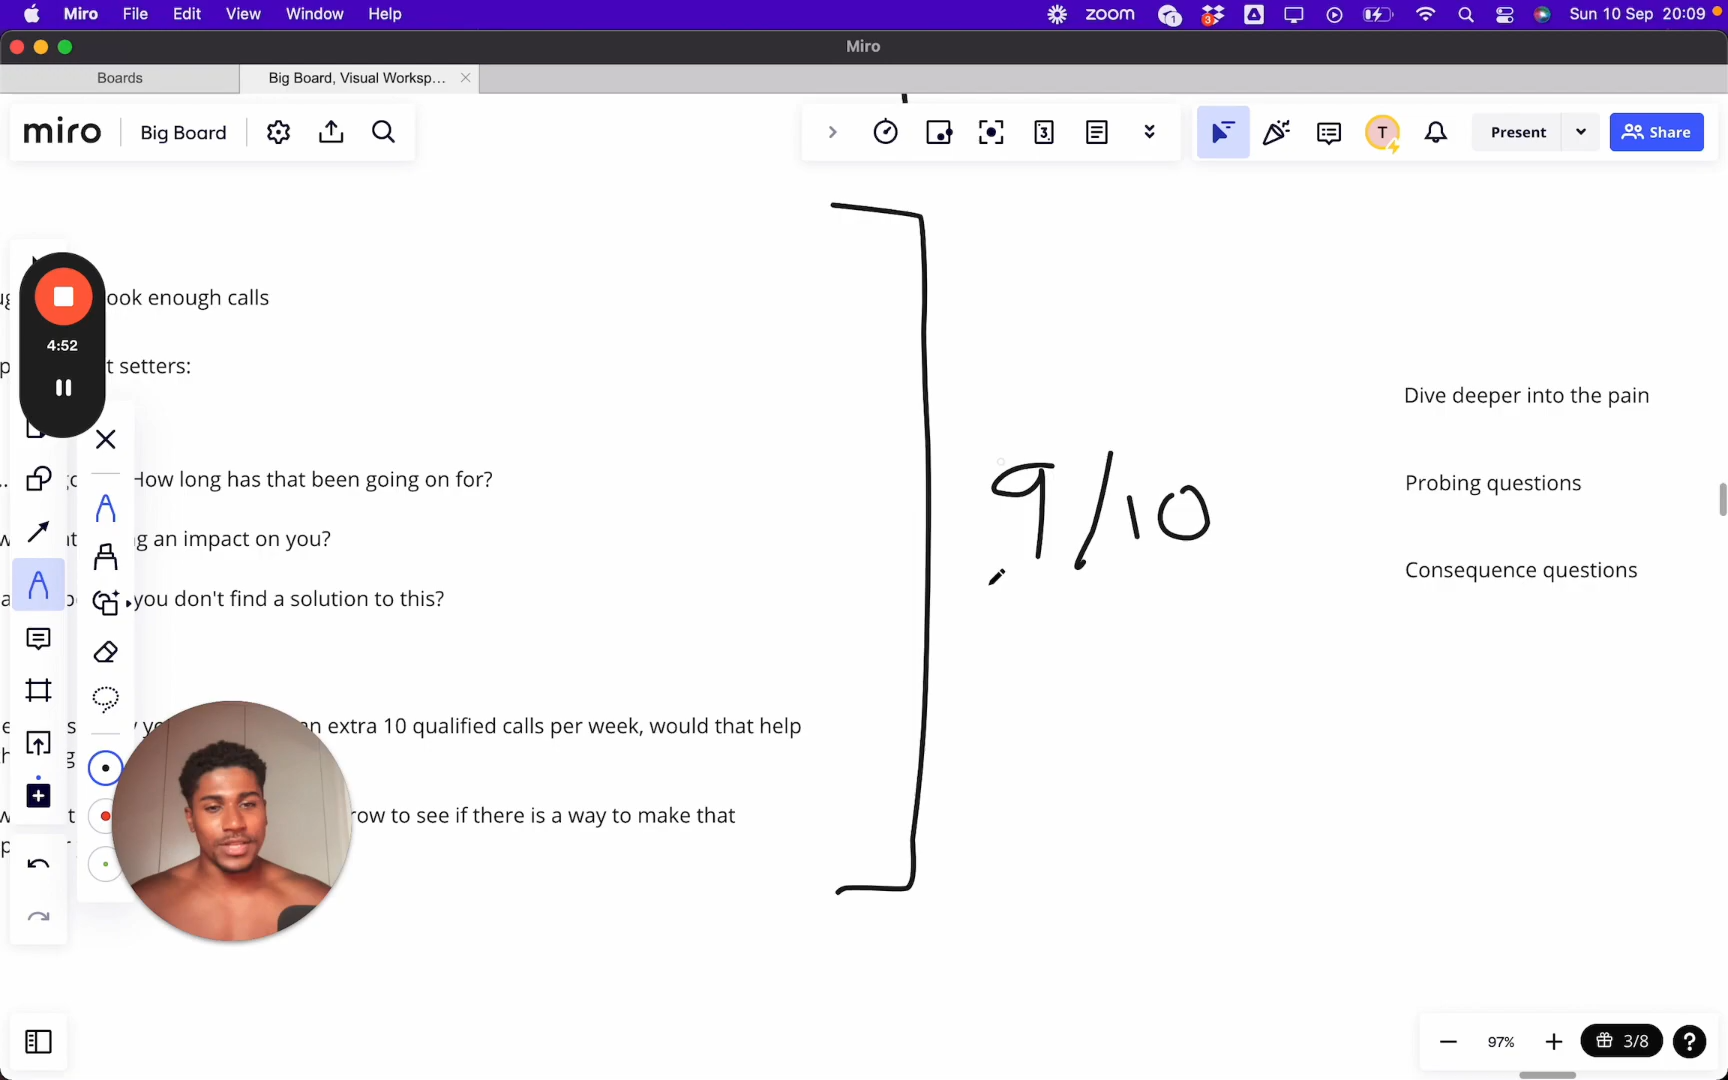 Miro File Edit View Window Help zoom 1 3 Sun 10 Sep 20:09
Miro
Boards Big Board, Visual Worksp...
miro Big Board 3 T Present Share
ook enough calls
4:52
t setters:
Dive deeper into the pain
How long has that been going on for?
Probing questions
9/10
g an impact on you?
Consequence questions
you don't find a solution to this?
extra 10 qualified calls per week, would that help
row to see if there is a way to make that
97% 3/8 ?